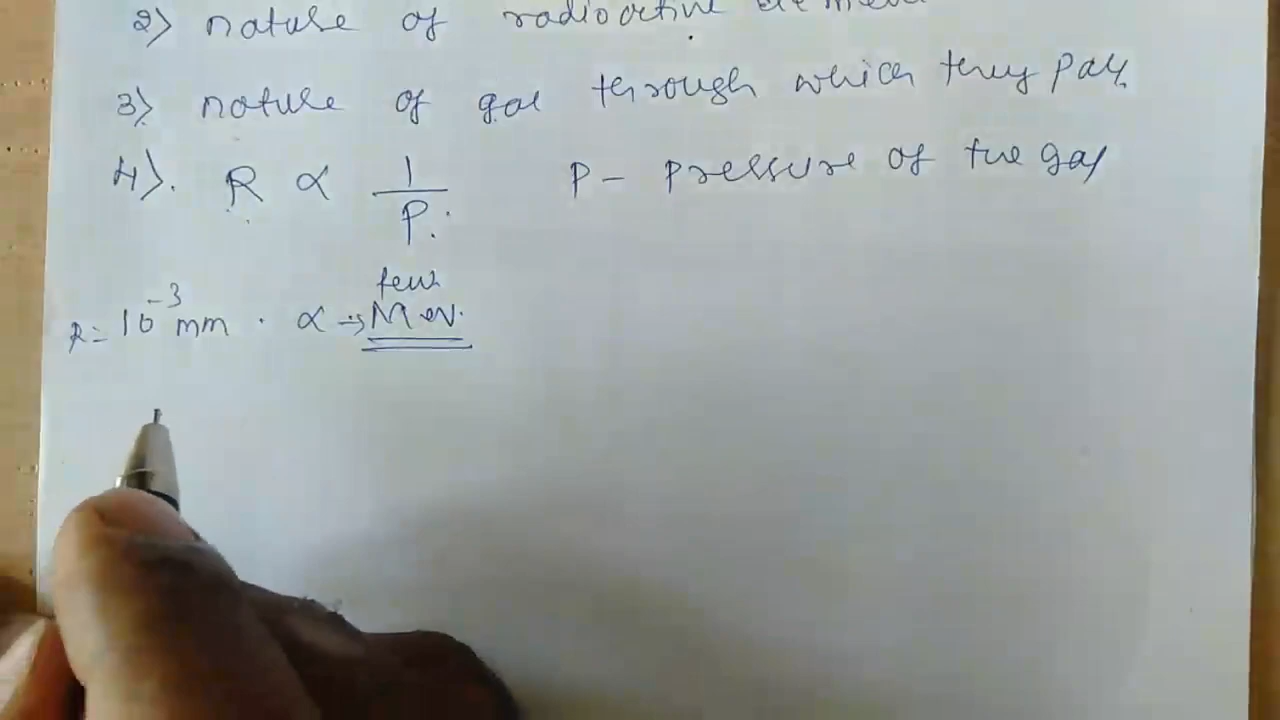 2) nature of radioactive
3) nature of gas through which they pass.
4). R ∝ 1/P. P - pressure of the gas
few
R = 10⁻³ mm . α → MeV.